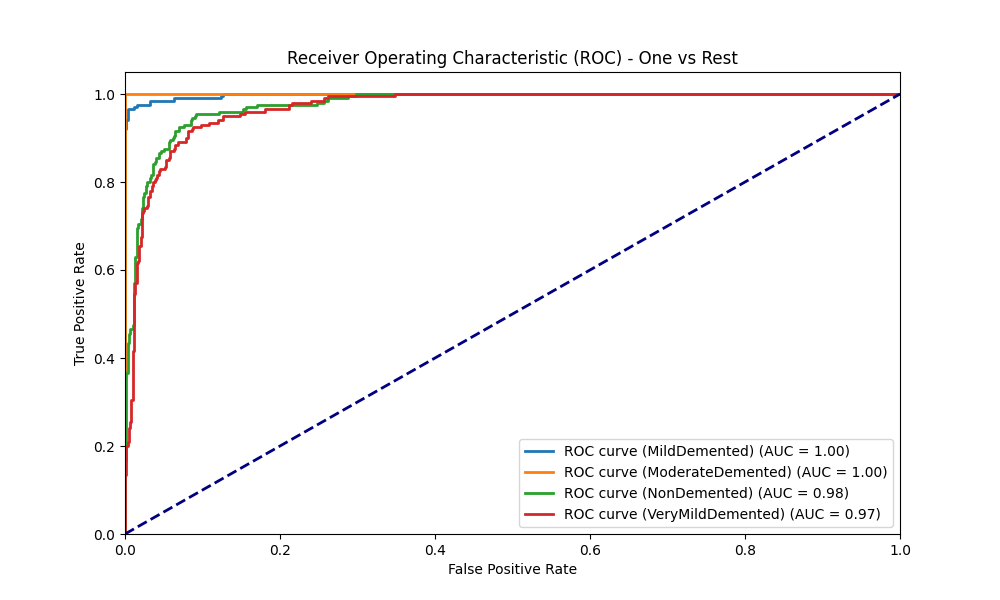 Receiver Operating Characteristic (ROC) - One vs Rest
True Positive Rate
1.0
0.8
0.6
0.4
0.2
0.0
0.0 0.2 0.4 0.6 0.8 1.0
False Positive Rate
ROC curve (MildDemented) (AUC = 1.00)
ROC curve (ModerateDemented) (AUC = 1.00)
ROC curve (NonDemented) (AUC = 0.98)
ROC curve (VeryMildDemented) (AUC = 0.97)